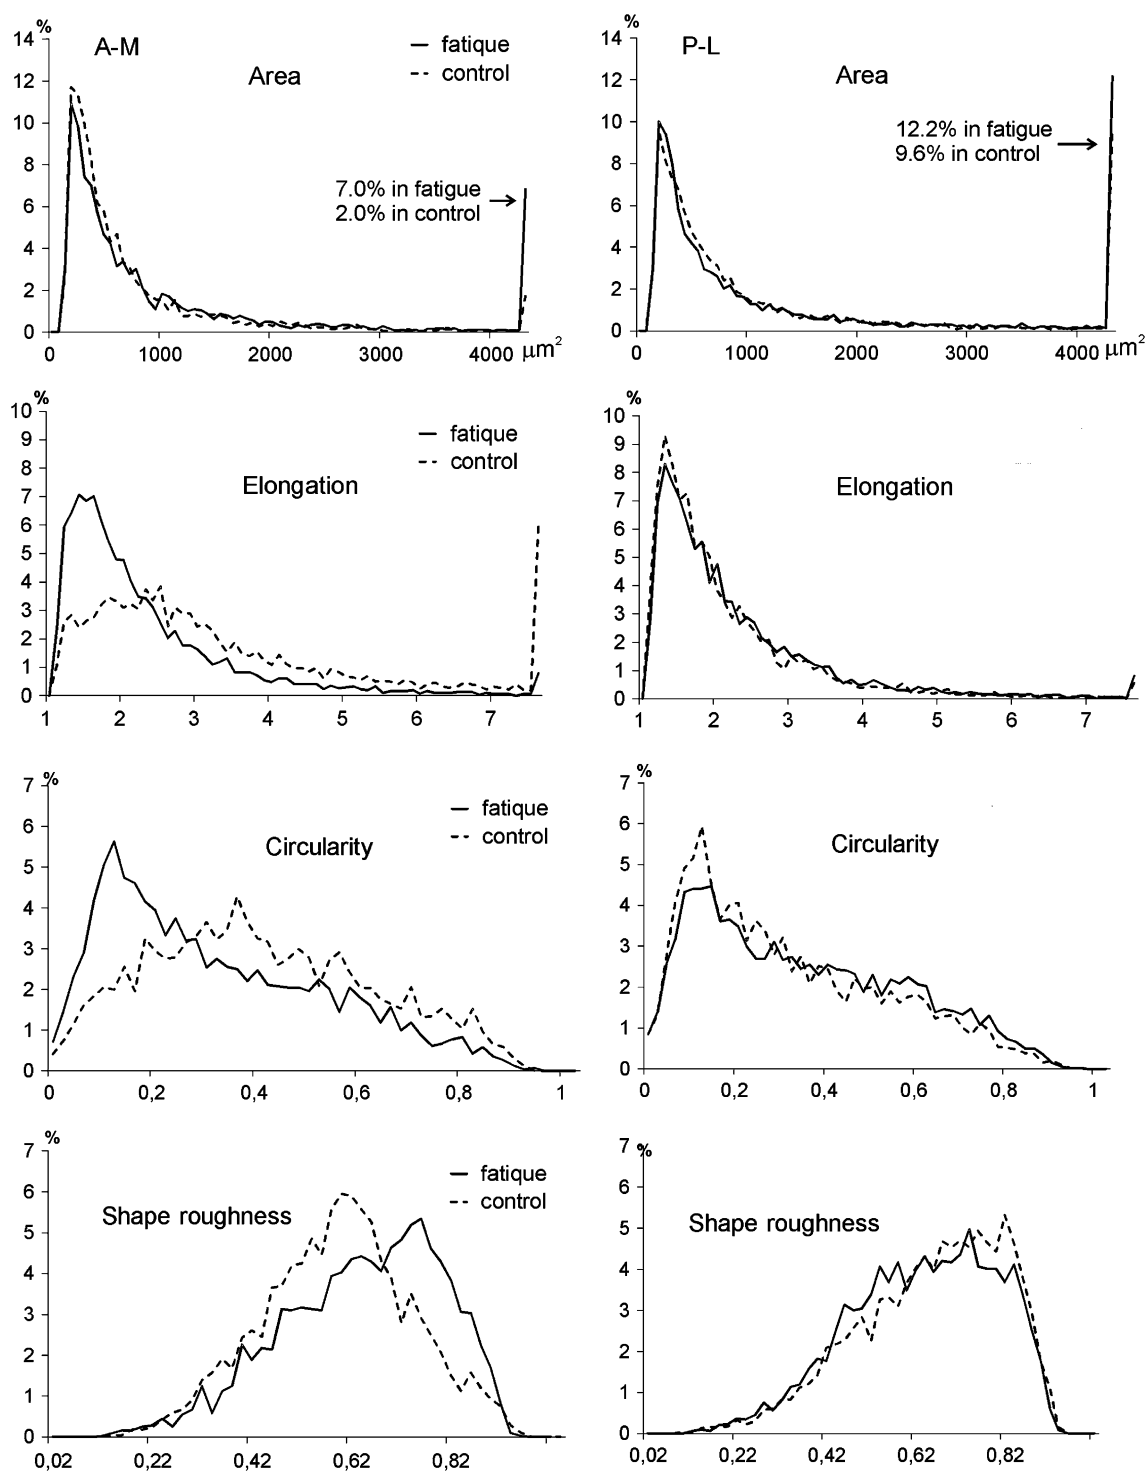 %
14
A-M
fatique
control
Area
12
10
8
7.0% in fatigue
2.0% in control
6
4
2
0
0 1000 2000 3000 4000 μm2
%
14
P-L
Area
12
12.2% in fatigue
9.6% in control
10
8
6
4
2
0
0 1000 2000 3000 4000 μm2
%
10
fatique
control
9
8
Elongation
7
6
5
4
3
2
1
0
1 2 3 4 5 6 7
%
10
9
8
Elongation
7
6
5
4
3
2
1
0
1 2 3 4 5 6 7
%
7
fatique
control
6
Circularity
5
4
3
2
1
0
0 0,2 0,4 0,6 0,8 1
%
7
6
Circularity
5
4
3
2
1
0
0 0,2 0,4 0,6 0,8 1
%
7
fatique
control
6
Shape roughness
5
4
3
2
1
0
0,02 0,22 0,42 0,62 0,82
%
7
6
Shape roughness
5
4
3
2
1
0
0,02 0,22 0,42 0,62 0,82